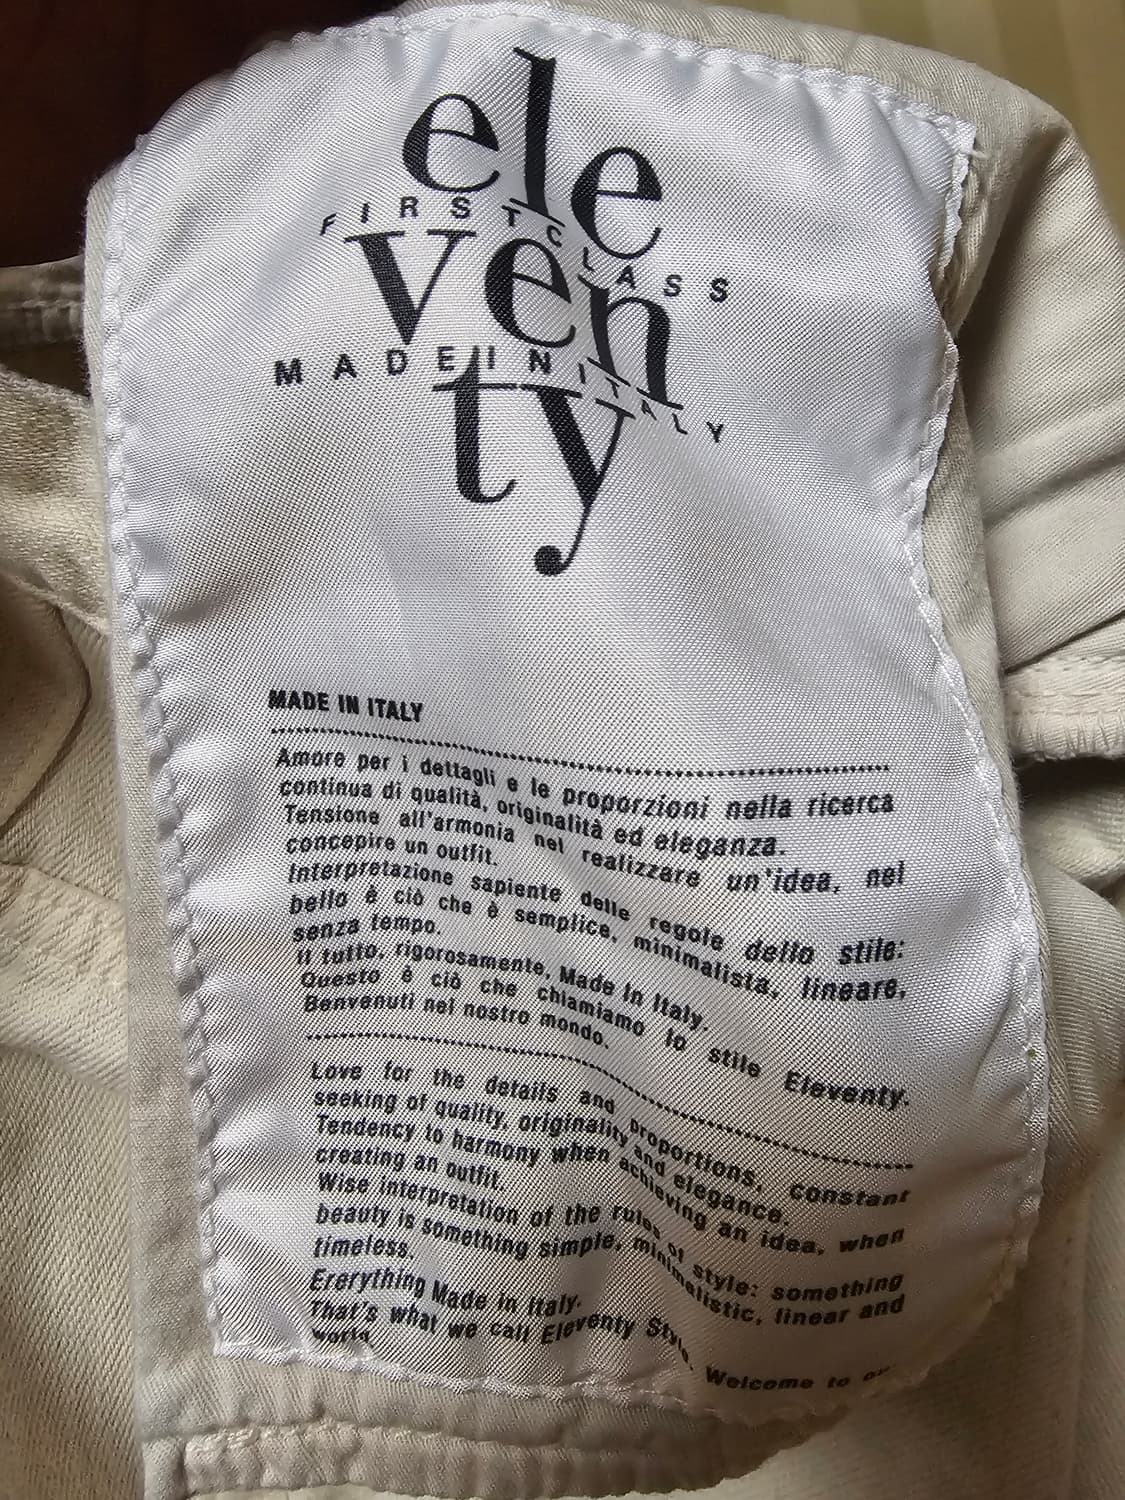 ele
FIRST CLASS
ven
MADE IN ITALY
ty
MADE IN ITALY
Amore per i dettagli e le proporzioni nella ricerca
continua di qualità, originalità ed eleganza.
Tensione all'armonia nel realizzare un'idea, nel
concepire un outfit.
Interpretazione sapiente delle regole dello stile:
bello è ciò che è semplice, minimalista, lineare,
senza tempo.
Il tutto, rigorosamente, Made in Italy.
Questo è ciò che chiamiamo lo stile Eleventy.
Benvenuti nel nostro mondo.
Love for the details and proportions, constant
seeking of quality, originality and elegance.
Tendency to harmony when achieving an idea, when
creating an outfit.
Wise interpretation of the rules of style: something
beauty is something simple, minimalistic, linear and
timeless.
Ererything Made in Italy.
That's what we call Eleventy Style. Welcome to
world.